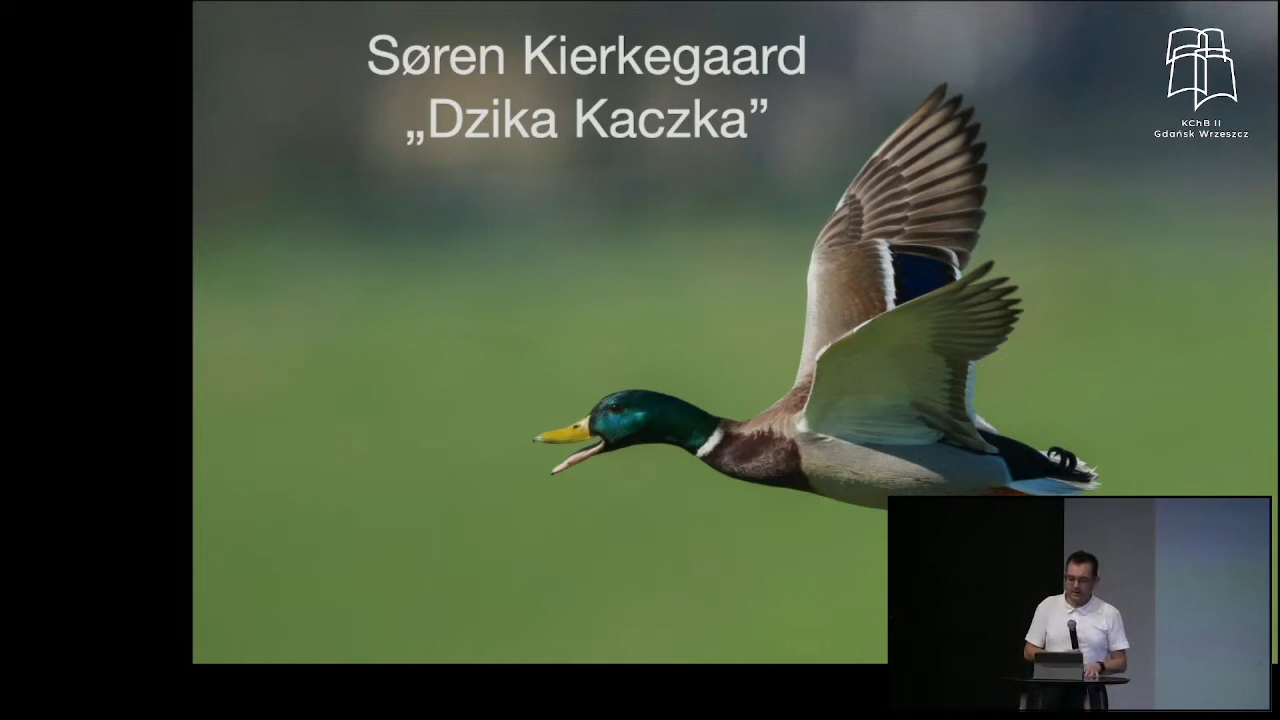 Søren Kierkegaard
„Dzika Kaczka”
KChB II
Gdańsk Wrzeszcz